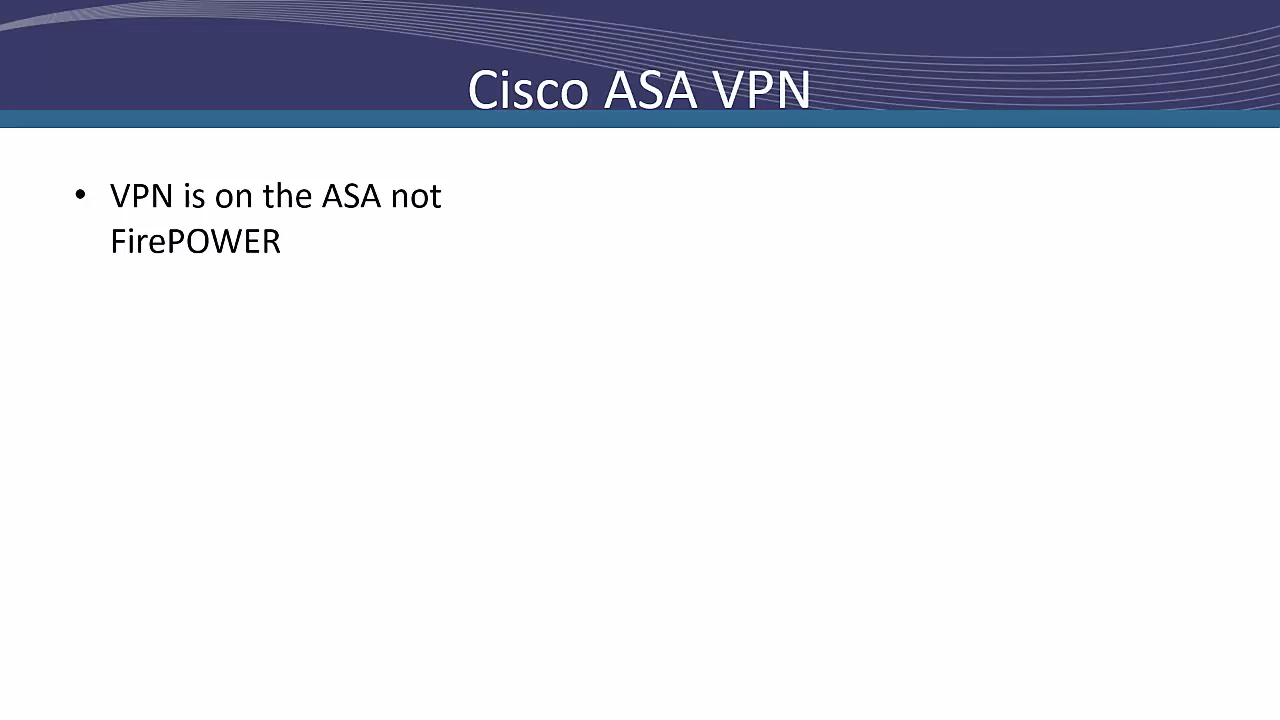 Cisco ASA VPN
• VPN is on the ASA not
FirePOWER